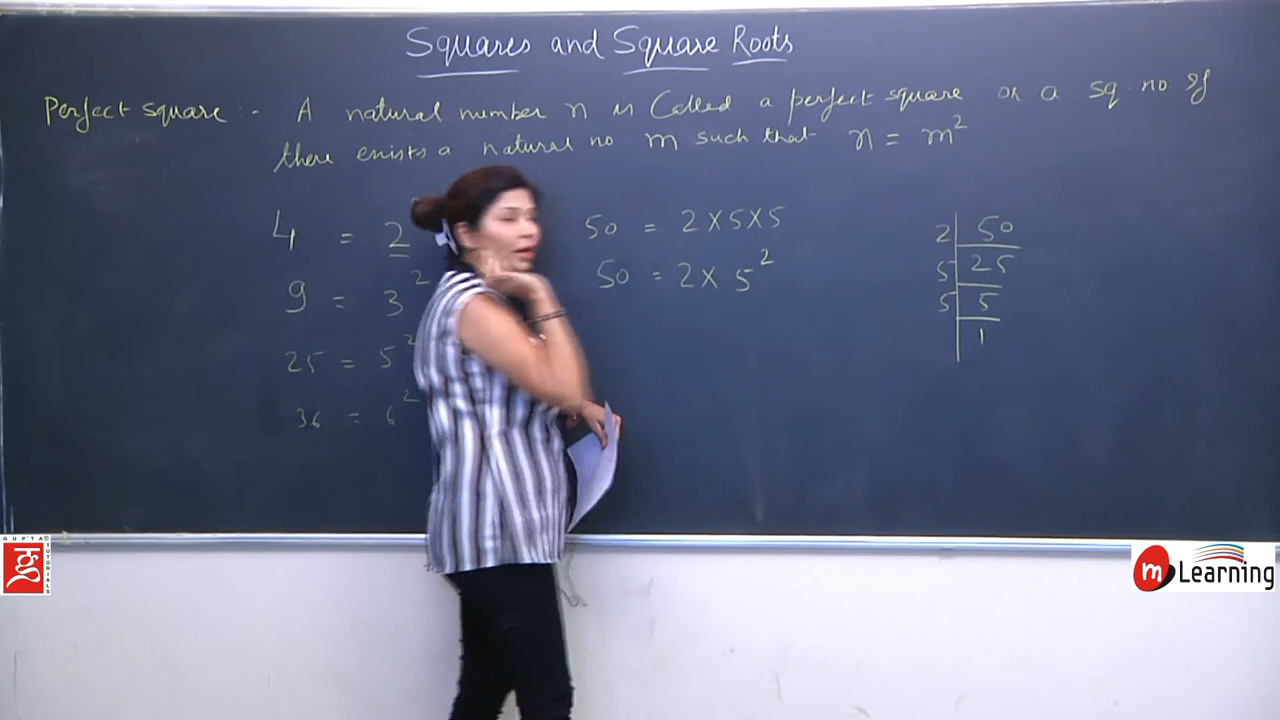 Squares and Square Roots
Perfect square :- A natural number n is Called a perfect square or a sq. no if
there exists a natural no m such that n = m²
4 = 2
9 = 3²
25 = 5²
36 = 6²
50 = 2 X 5 X 5
50 = 2 X 5²
2 | 50
5 | 25
5 | 5
1
GUPTA
TUTORIALS
m Learning